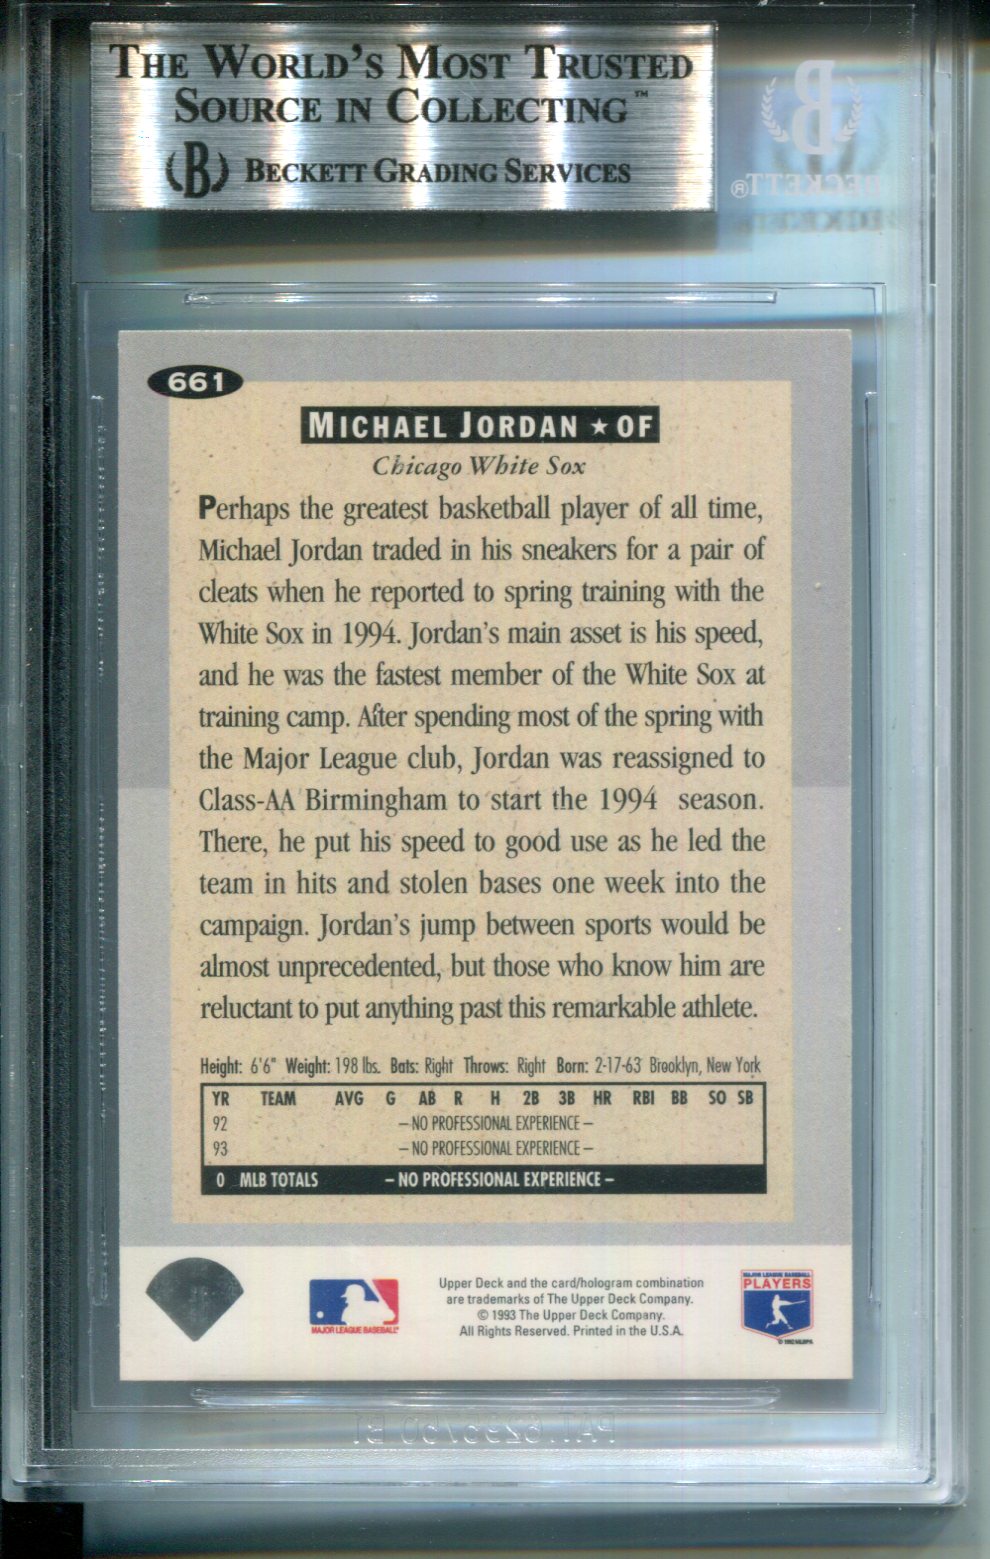 THE WORLD'S MOST TRUSTED
SOURCE IN COLLECTING™
B BECKETT GRADING SERVICES
BECKETT®
661
MICHAEL JORDAN ★ OF
Chicago White Sox
Perhaps the greatest basketball player of all time,
Michael Jordan traded in his sneakers for a pair of
cleats when he reported to spring training with the
White Sox in 1994. Jordan's main asset is his speed,
and he was the fastest member of the White Sox at
training camp. After spending most of the spring with
the Major League club, Jordan was reassigned to
Class-AA Birmingham to start the 1994 season.
There, he put his speed to good use as he led the
team in hits and stolen bases one week into the
campaign. Jordan's jump between sports would be
almost unprecedented, but those who know him are
reluctant to put anything past this remarkable athlete.
Height: 6'6" Weight: 198 lbs. Bats: Right Throws: Right Born: 2-17-63 Brooklyn, New York
YR TEAM AVG G AB R H 2B 3B HR RBI BB SO SB
92 – NO PROFESSIONAL EXPERIENCE –
93 – NO PROFESSIONAL EXPERIENCE –
0 MLB TOTALS – NO PROFESSIONAL EXPERIENCE –
MAJOR LEAGUE BASEBALL
Upper Deck and the card/hologram combination
are trademarks of The Upper Deck Company.
© 1993 The Upper Deck Company.
All Rights Reserved. Printed in the U.S.A.
MAJOR LEAGUE BASEBALL
PLAYERS